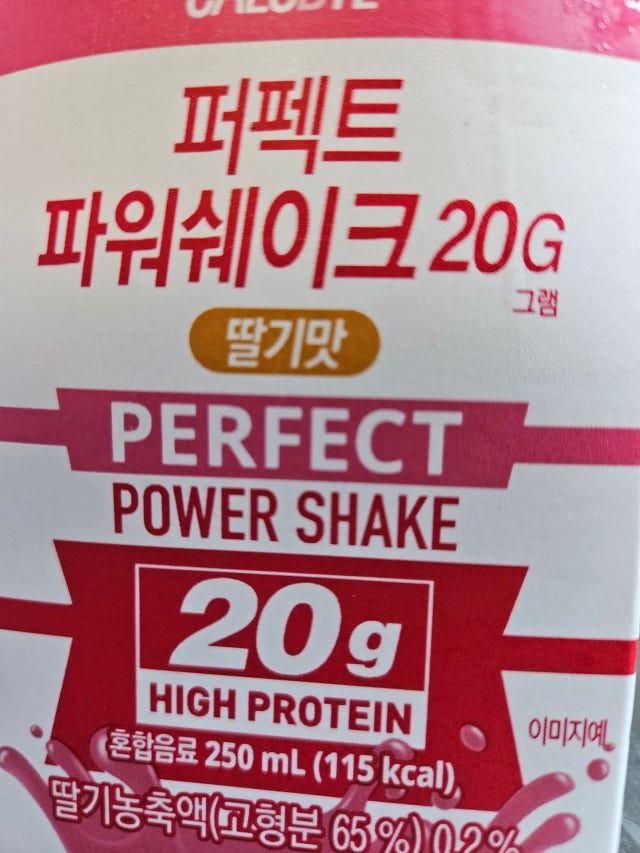 퍼펙트
파워쉐이크 20G
그램
딸기맛
PERFECT
POWER SHAKE
20g
HIGH PROTEIN
이미지예
혼합음료 250 mL (115 kcal)
딸기농축액(고형분 65 %) 0.2 %